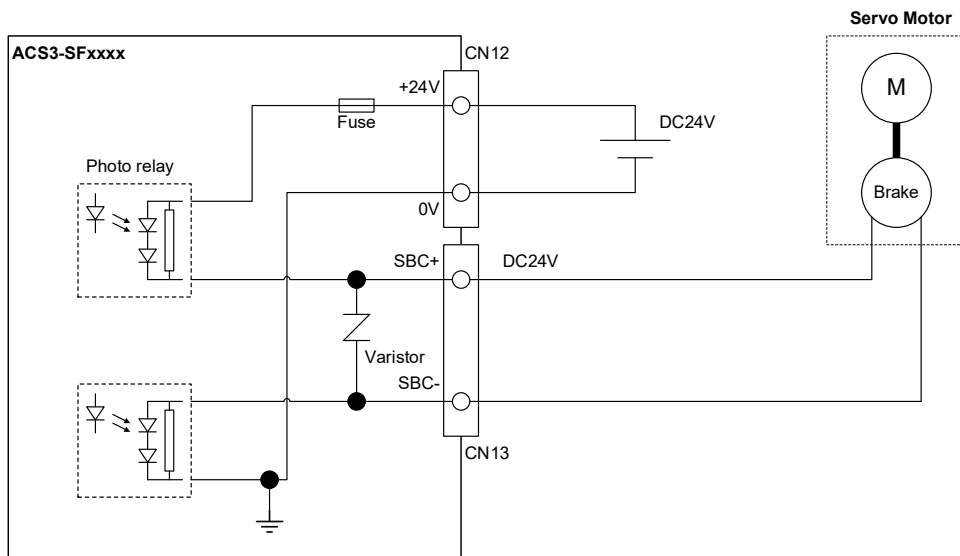 Servo Motor
ACS3-SFxxxx
CN12
+24V
M
Fuse
DC24V
Photo relay
Brake
0V
SBC+
DC24V
Varistor
SBC-
CN13